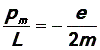 p_m / L = - e / 2m